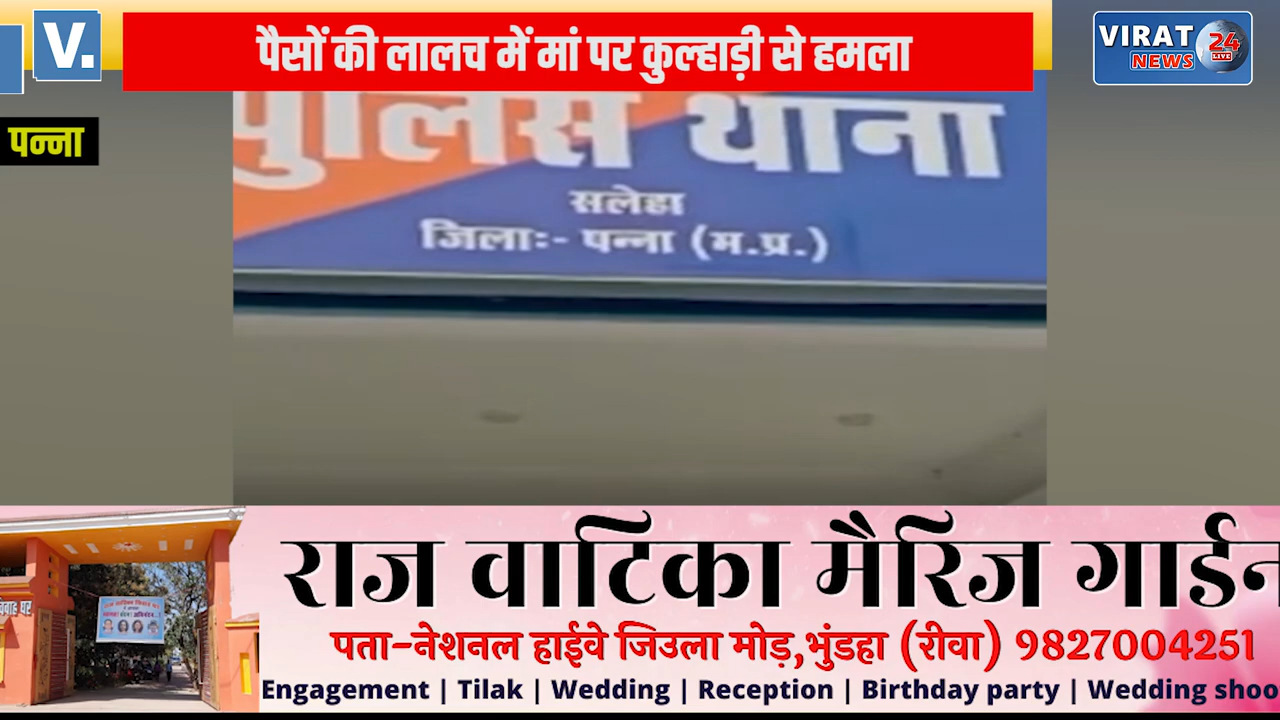 V.
पैसों की लालच में मां पर कुल्हाड़ी से हमला
VIRAT
24
NEWS
LIVE
पन्ना
पुलिस थाना
सलेहा
जिलाः- पन्ना (म.प्र.)
राज वाटिका मैरिज गार्डन
पता-नेशनल हाईवे जिउला मोड़,भुंडहा (रीवा) 9827004251
Engagement | Tilak | Wedding | Reception | Birthday party | Wedding shoo